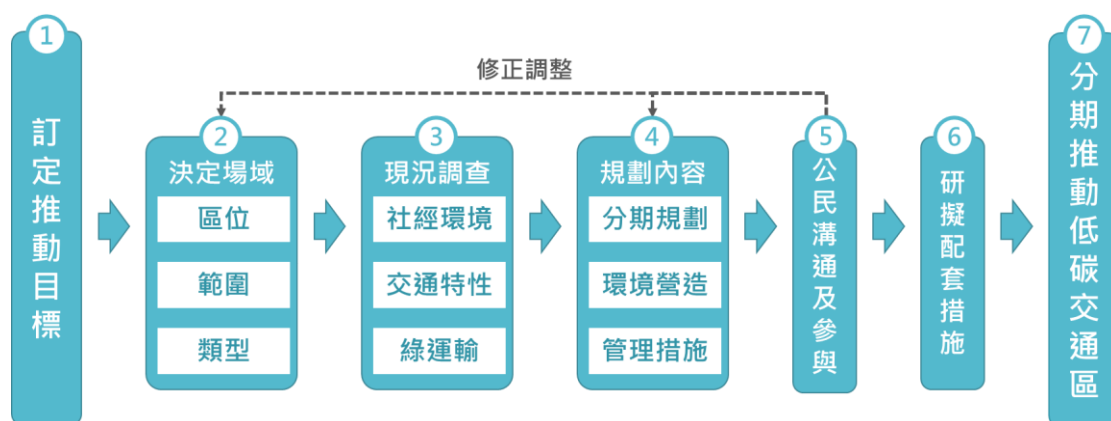 修正調整
1
訂定推動目標
2
決定場域
區位
範圍
類型
3
現況調查
社經環境
交通特性
綠運輸
4
規劃內容
分期規劃
環境營造
管理措施
5
公民溝通及參與
6
研擬配套措施
7
分期推動低碳交通區